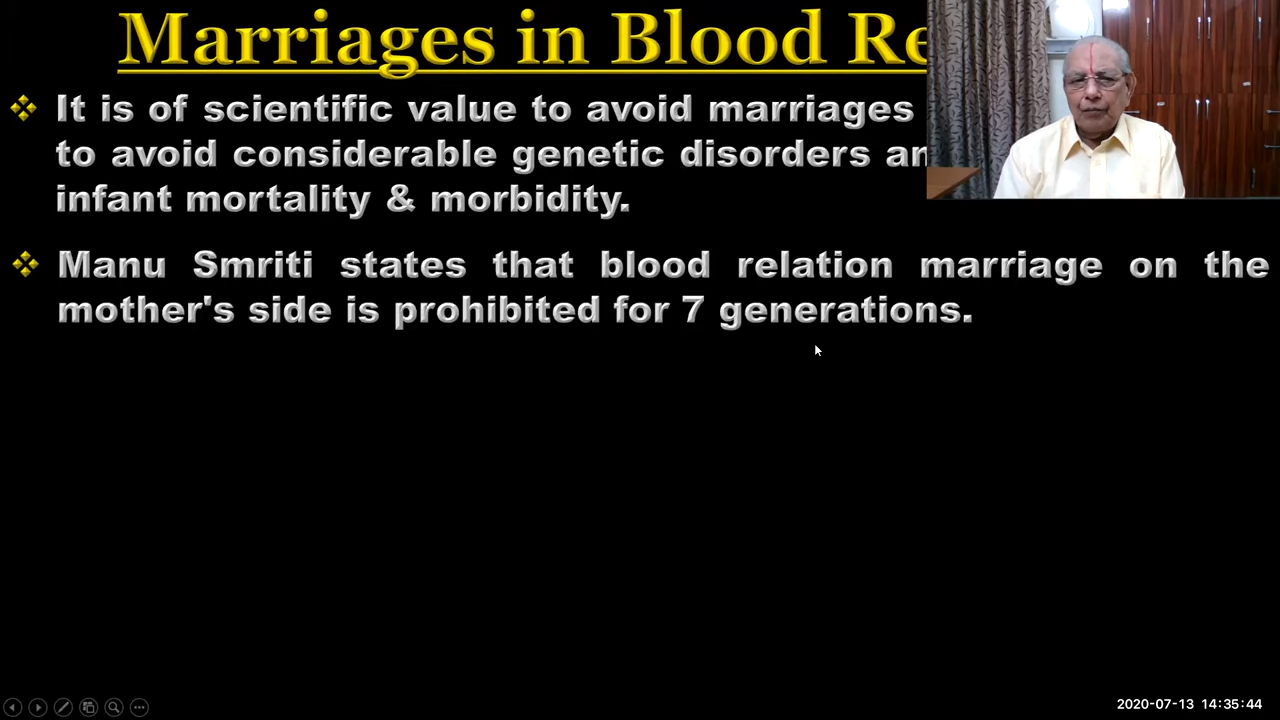 Marriages in Blood
It is of scientific value to avoid marriages
to avoid considerable genetic disorders
infant mortality & morbidity.
Manu Smriti states that blood relation marriage on the
mother's side is prohibited for 7 generations.
2020-07-13 14:35:44